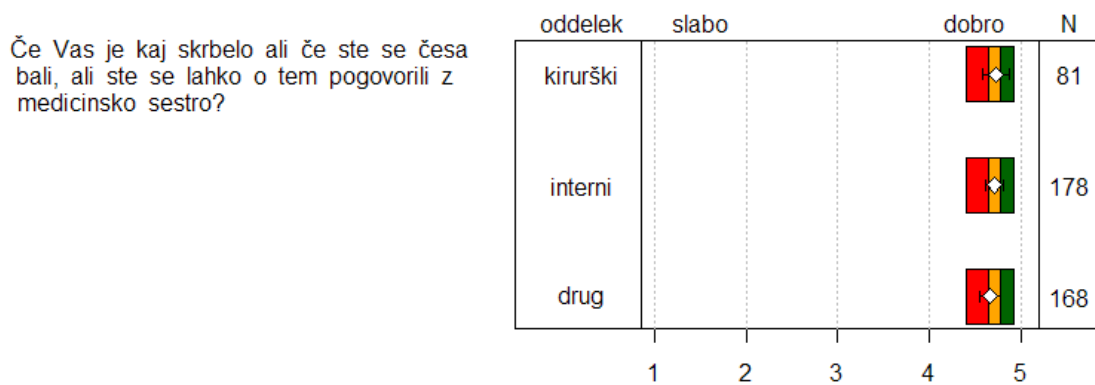 oddelek slabo dobro N
Če Vas je kaj skrbelo ali če ste se česa
bali, ali ste se lahko o tem pogovorili z
medicinsko sestro?
kirurški 81
interni 178
drug 168
1 2 3 4 5